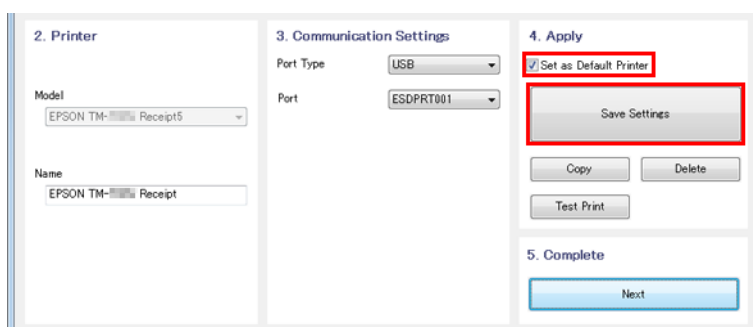 2. Printer
Model
EPSON TM- Receipt5
Name
EPSON TM- Receipt
3. Communication Settings
Port Type USB
Port ESDPRT001
4. Apply
Set as Default Printer
Save Settings
Copy Delete
Test Print
5. Complete
Next